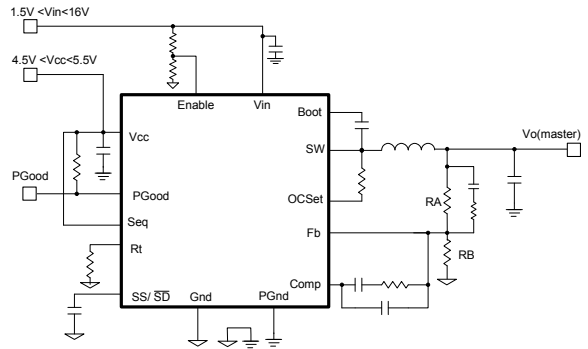 1.5V <Vin<16V
4.5V <Vcc<5.5V
Enable
Vin
Boot
Vcc
Vo(master)
SW
PGood
PGood
OCSet
RA
Seq
Fb
Rt
RB
Comp
SS/ SD
Gnd
PGnd